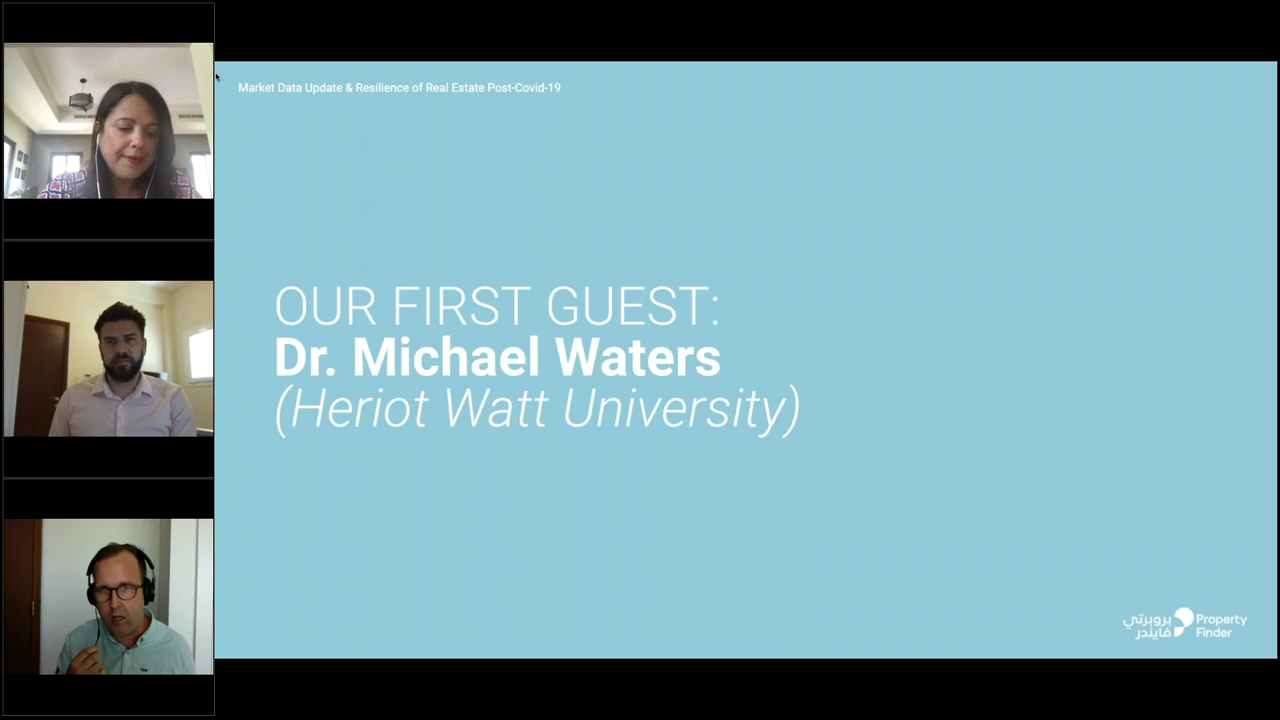 Market Data Update & Resilience of Real Estate Post-Covid-19
OUR FIRST GUEST:
Dr. Michael Waters
(Heriot Watt University)
بروبرتي
فايندر
Property
Finder